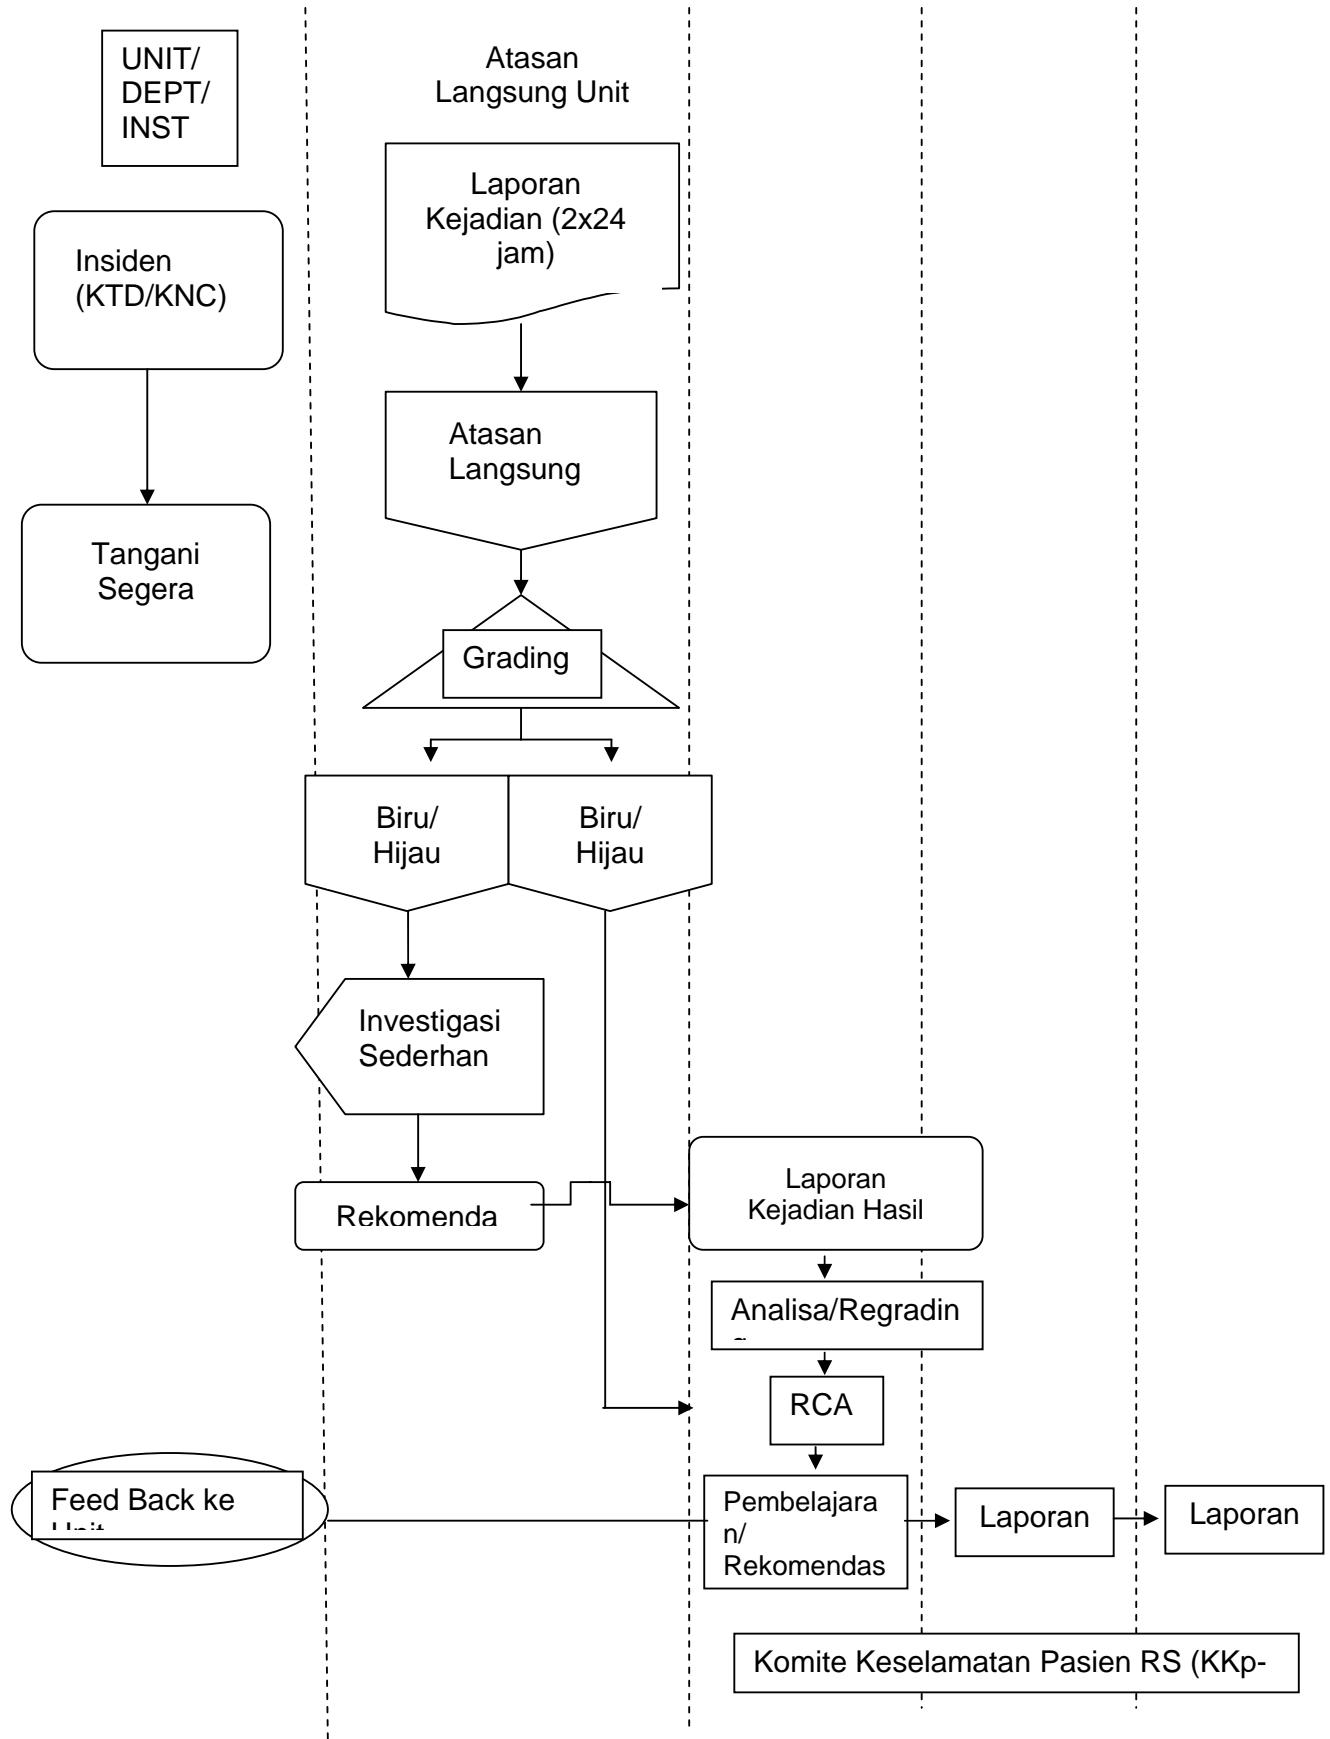 UNIT/
DEPT/
INST
Atasan
Langsung Unit
Laporan
Kejadian (2x24
jam)
Insiden
(KTD/KNC)
Atasan
Langsung
Tangani
Segera
Grading
Biru/
Hijau
Biru/
Hijau
Investigasi
Sederhan
Rekomenda
Laporan
Kejadian Hasil
Analisa/Regradin
RCA
Feed Back ke
Pembelajara
n/
Rekomendas
Laporan
Laporan
Komite Keselamatan Pasien RS (KKp-